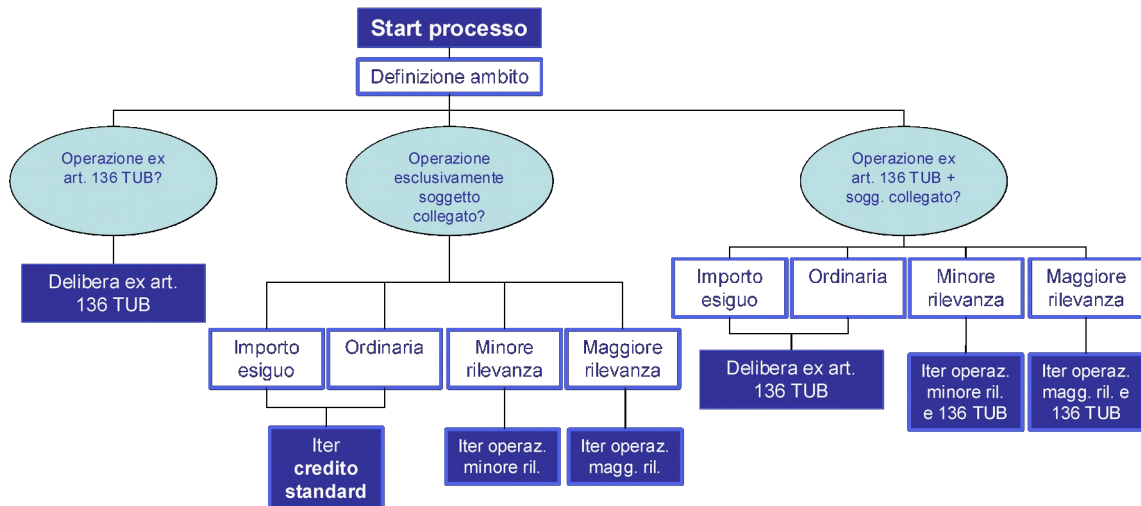 Start processo
Definizione ambito
Operazione ex
art. 136 TUB?
Operazione
esclusivamente
soggetto
collegato?
Operazione ex
art. 136 TUB +
sogg. collegato?
Delibera ex art.
136 TUB
Importo
esiguo
Ordinaria
Minore
rilevanza
Maggiore
rilevanza
Iter
credito
standard
Iter operaz.
minore ril.
Iter operaz.
magg. ril.
Importo
esiguo
Ordinaria
Minore
rilevanza
Maggiore
rilevanza
Delibera ex art.
136 TUB
Iter operaz.
minore ril.
e 136 TUB
Iter operaz.
magg. ril. e
136 TUB